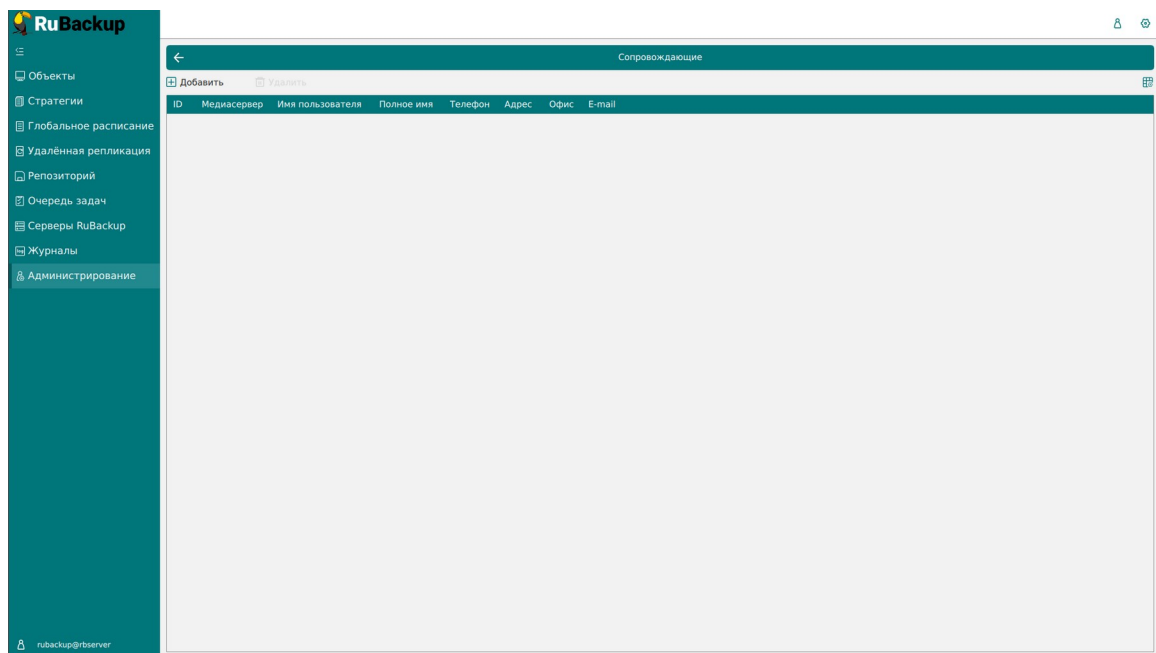 RuBackup
Сопровождающие
Объекты
Добавить Удалить
Стратегии
ID Медиасервер Имя пользователя Полное имя Телефон Адрес Офис E-mail
Глобальное расписание
Удалённая репликация
Репозиторий
Очередь задач
Серверы RuBackup
Журналы
Администрирование
rubackup@rbserver